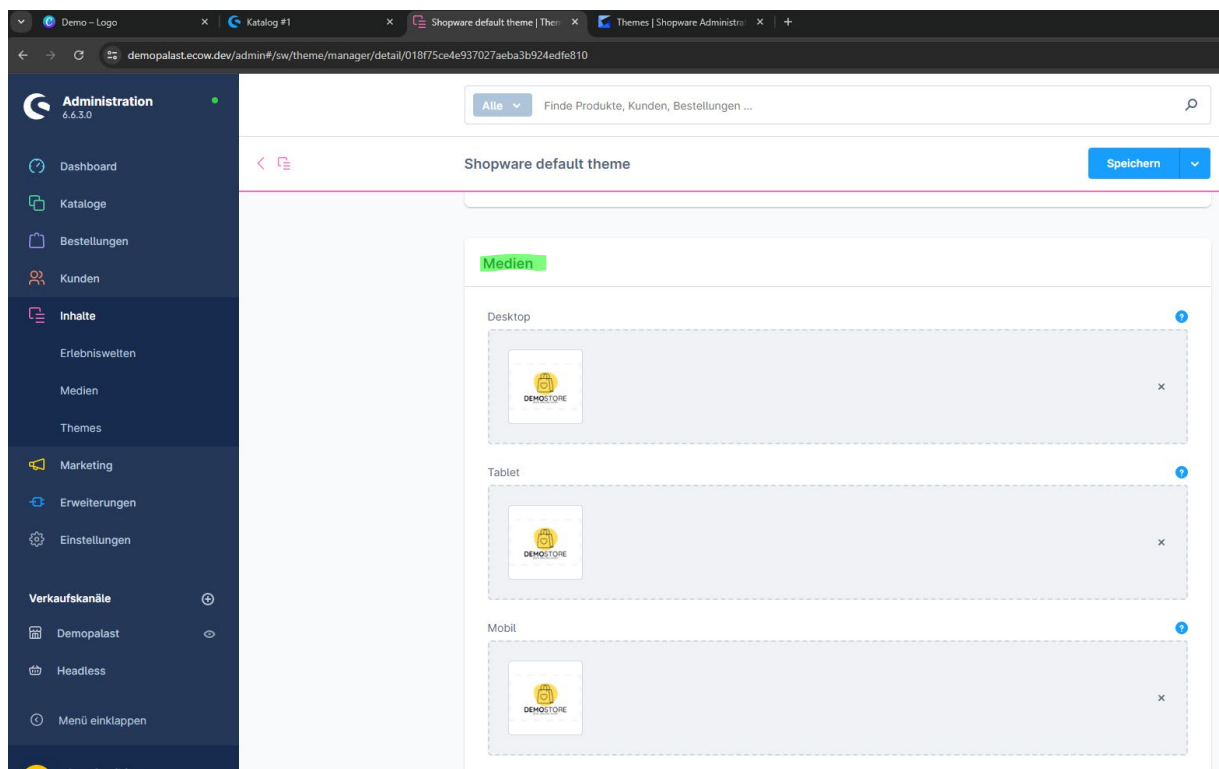 Demo – Logo
Katalog #1
Shopware default theme | Them
Themes | Shopware Administra
demopalast.ecow.dev/admin#/sw/theme/manager/detail/018f75ce4e937027aeba3b924edfe810
Administration
6.6.3.0
Alle
Finde Produkte, Kunden, Bestellungen ...
Shopware default theme
Speichern
Dashboard
Kataloge
Bestellungen
Kunden
Inhalte
Erlebniswelten
Medien
Themes
Marketing
Erweiterungen
Einstellungen
Verkaufskanäle
Demopalast
Headless
Menü einklappen
Medien
Desktop
DEMOSTORE
Tablet
DEMOSTORE
Mobil
DEMOSTORE